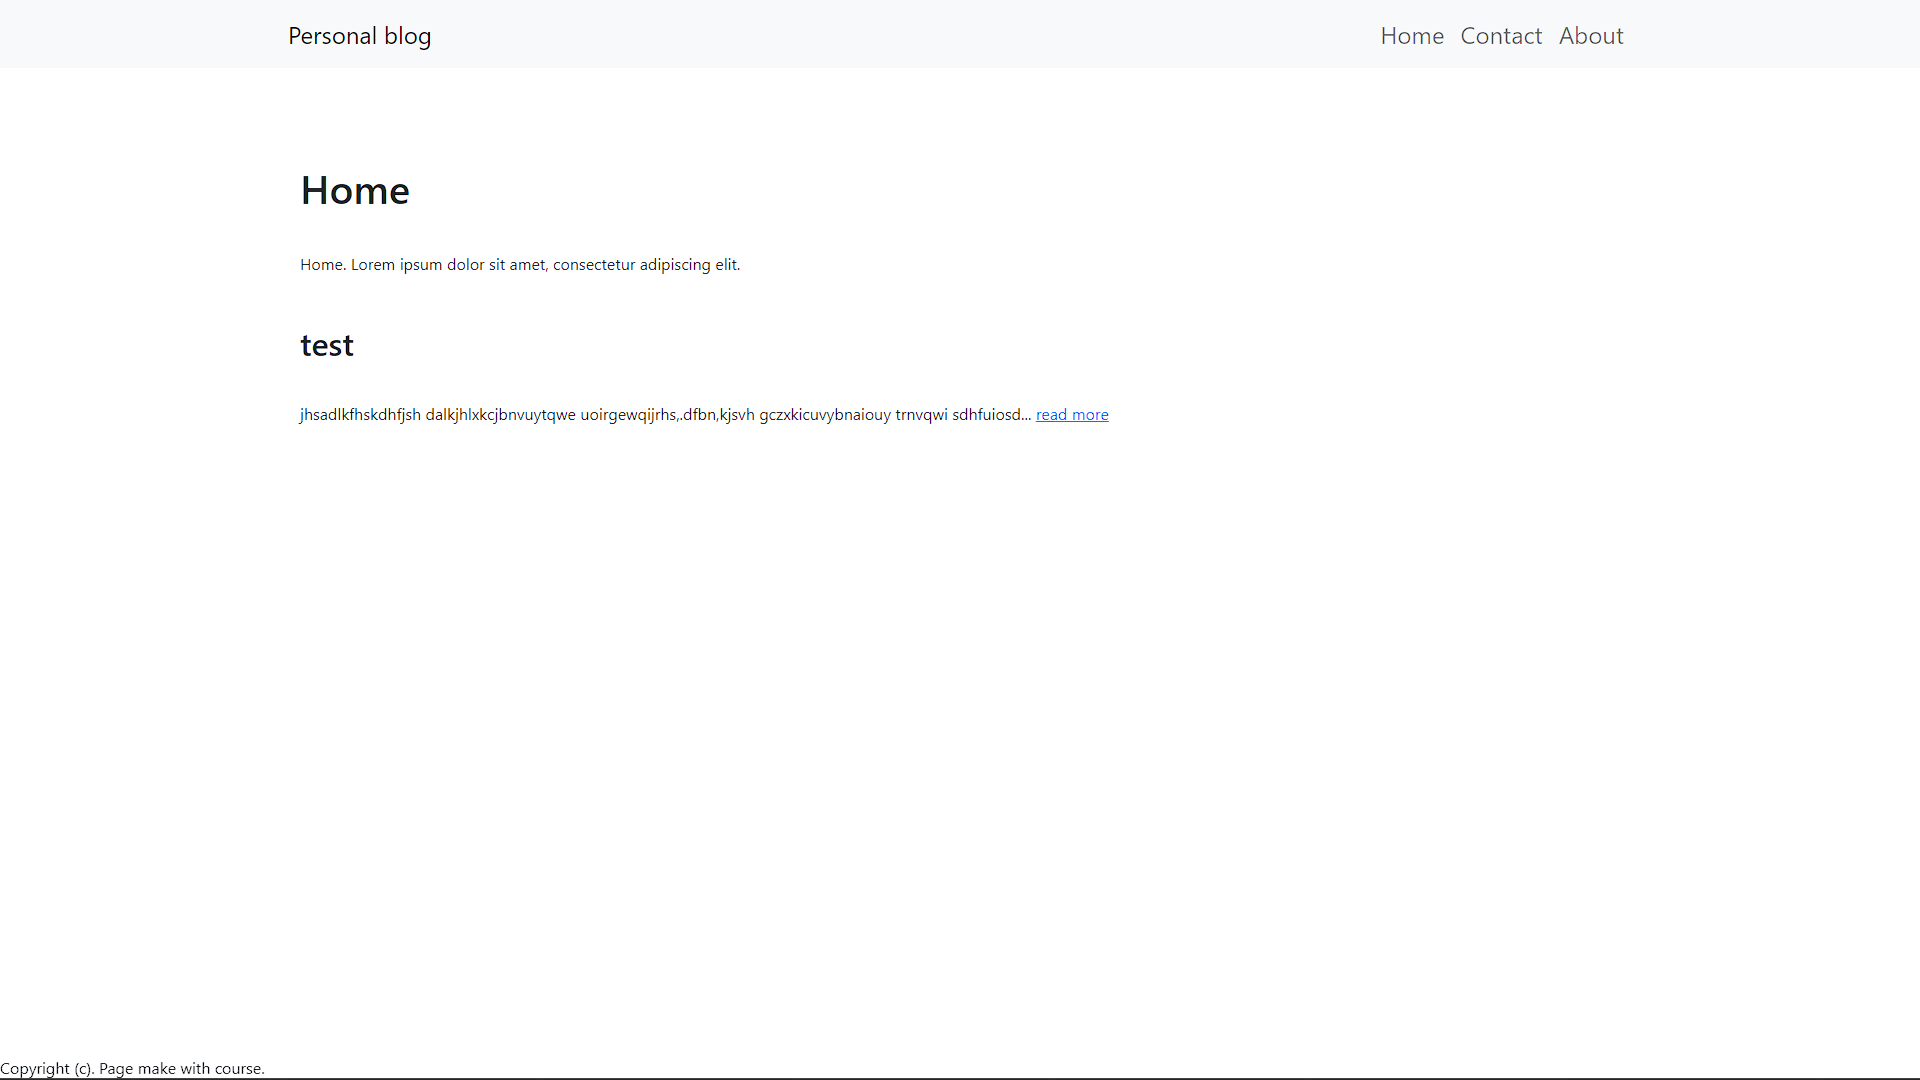 Personal blog
Home Contact About
Home
Home. Lorem ipsum dolor sit amet, consectetur adipiscing elit.
test
jhsadlkfhskdhfjsh dalkjhlxkcjbnvuytqwe uoirgewqijrhs,.dfbn,kjsvh gczxkicuvybnaiouy trnvqwi sdhfuiosd... read more
Copyright (c). Page make with course.